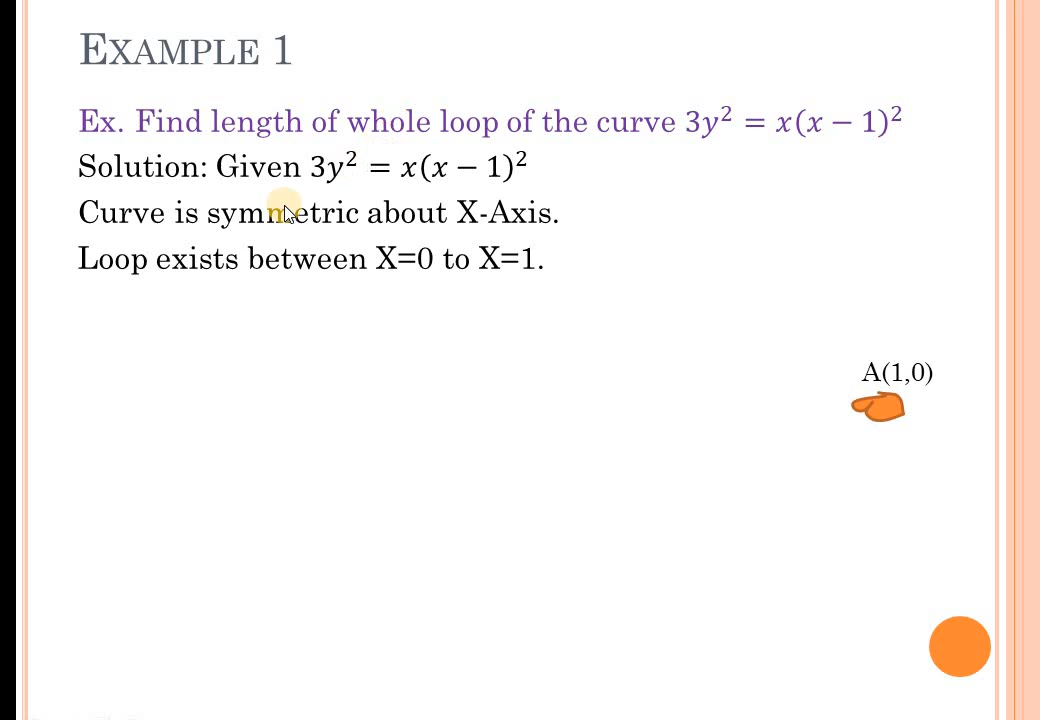 EXAMPLE 1
Ex. Find length of whole loop of the curve 3y² = x(x − 1)²
Solution: Given 3y² = x(x − 1)²
Curve is symmetric about X-Axis.
Loop exists between X=0 to X=1.
A(1,0)